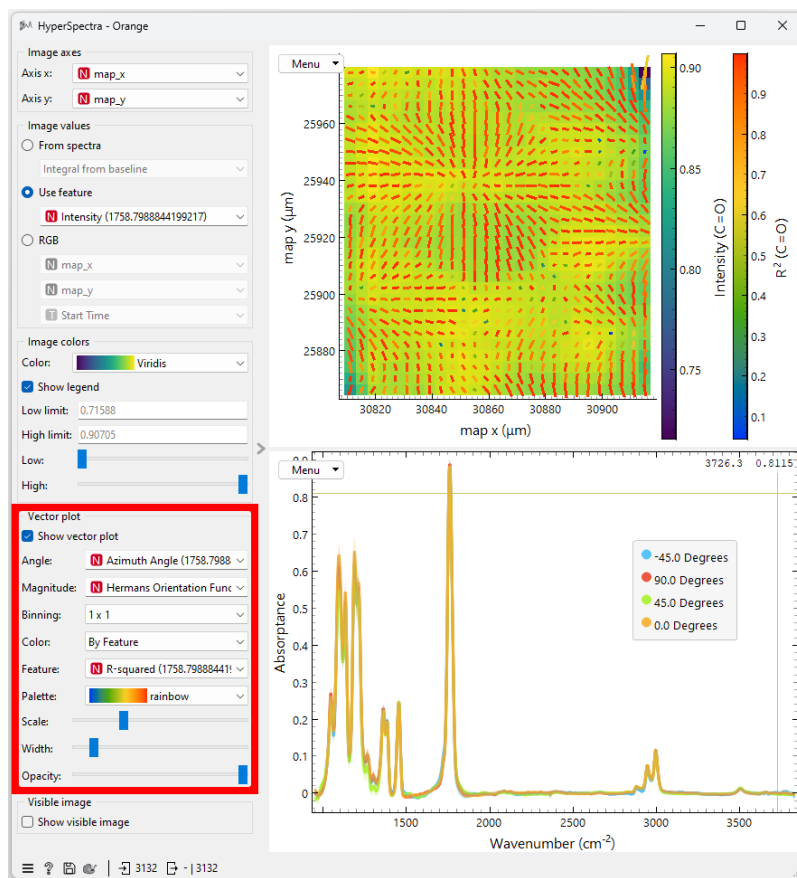 HyperSpectra - Orange
Image axes
Axis x: N map_x
Axis y: N map_y
Image values
From spectra
Integral from baseline
Use feature
N Intensity (1758.7988844199217)
RGB
N map_x
N map_y
T Start Time
Image colors
Color: Viridis
Show legend
Low limit: 0.71588
High limit: 0.90705
Low:
High:
Vector plot
Show vector plot
Angle: N Azimuth Angle (1758.7988
Magnitude: N Hermans Orientation Func
Binning: 1 x 1
Color: By Feature
Feature: N R-squared (1758.79888441
Palette: rainbow
Scale:
Width:
Opacity:
Visible image
Show visible image
3132 - | 3132
Menu
25960
25940
25920
25900
25880
map y (μm)
30820 30840 30860 30880 30900
map x (μm)
0.90
0.85
0.80
0.75
Intensity (C=O)
0.9
0.8
0.7
0.6
0.5
0.4
0.3
0.2
0.1
R² (C=O)
Menu
3726.3 0.8115
0.9
0.8
0.7
0.6
0.5
0.4
0.3
0.2
0.1
0
Absorptance
-45.0 Degrees
90.0 Degrees
45.0 Degrees
0.0 Degrees
1500 2000 2500 3000 3500
Wavenumber (cm⁻²)